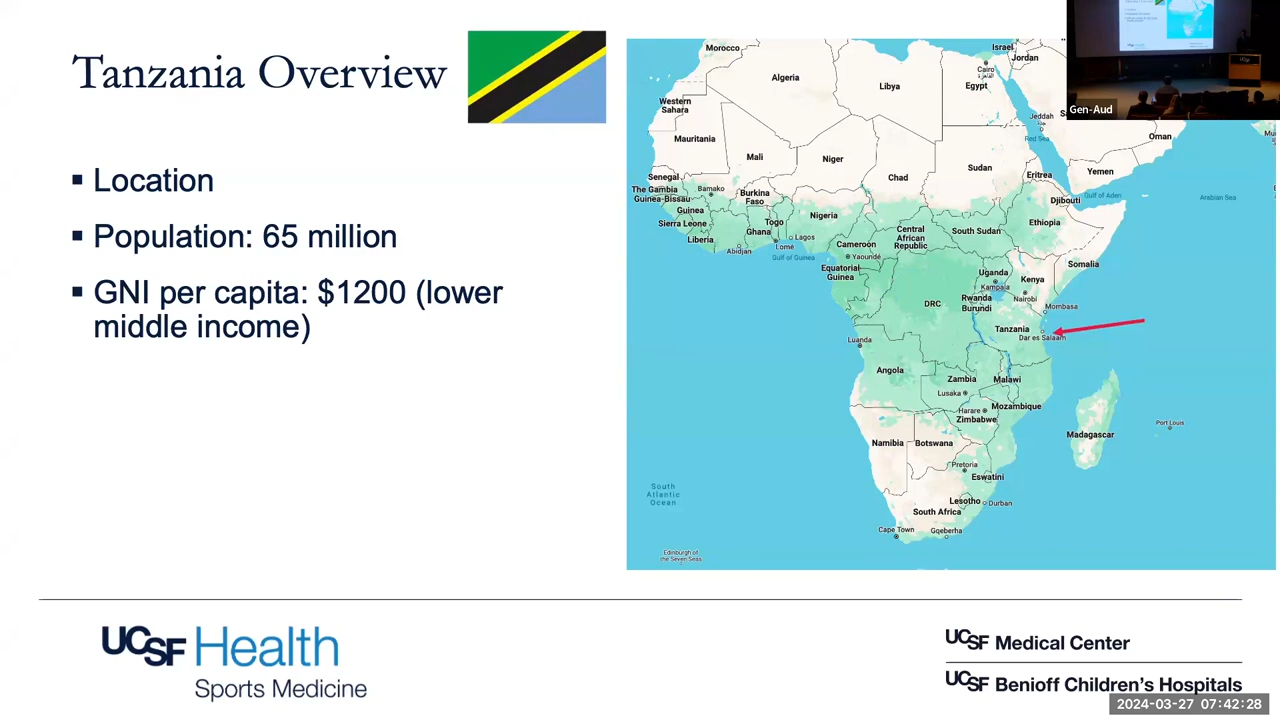 Tanzania Overview
▪ Location
▪ Population: 65 million
▪ GNI per capita: $1200 (lower
middle income)
Morocco
Algeria
Libya
Israel
Jordan
Cairo
القاهرة
Egypt
Western
Sahara
Mauritania
Mali
Niger
Chad
Sudan
Jeddah
Red Sea
Eritrea
Oman
Yemen
Gulf of Aden
Arabian Sea
Senegal
The Gambia
Guinea-Bissau
Bamako
Burkina
Faso
Guinea
Sierra Leone
Liberia
Togo
Ghana
Abidjan
Lomé
Lagos
Nigeria
Gulf of Guinea
Cameroon
Yaoundé
Equatorial
Guinea
Central
African
Republic
South Sudan
Ethiopia
Djibouti
Somalia
Uganda
Kampala
Kenya
Nairobi
Rwanda
Burundi
Mombasa
DRC
Tanzania
Dar es Salaam
Luanda
Angola
Zambia
Lusaka
Malawi
Mozambique
Harare
Zimbabwe
Namibia
Botswana
Madagascar
Port Louis
Pretoria
Eswatini
Lesotho
Durban
South Africa
Cape Town
Gqeberha
South
Atlantic
Ocean
Edinburgh of
the Seven Seas
Gen-Aud
UCSF Health
Sports Medicine
UCSF Medical Center
UCSF Benioff Children's Hospitals
2024-03-27 07:42:28